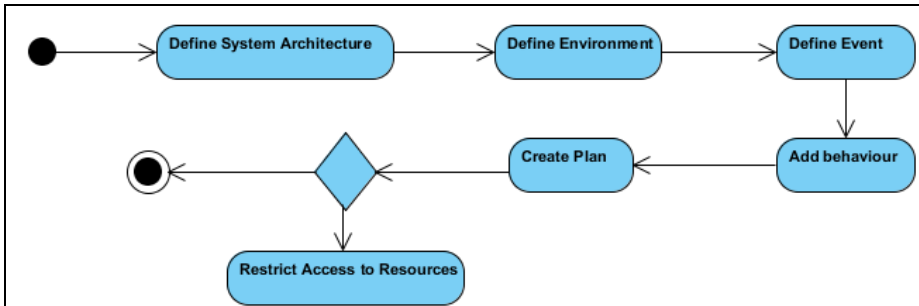 Define System Architecture
Define Environment
Define Event
Create Plan
Add behaviour
Restrict Access to Resources